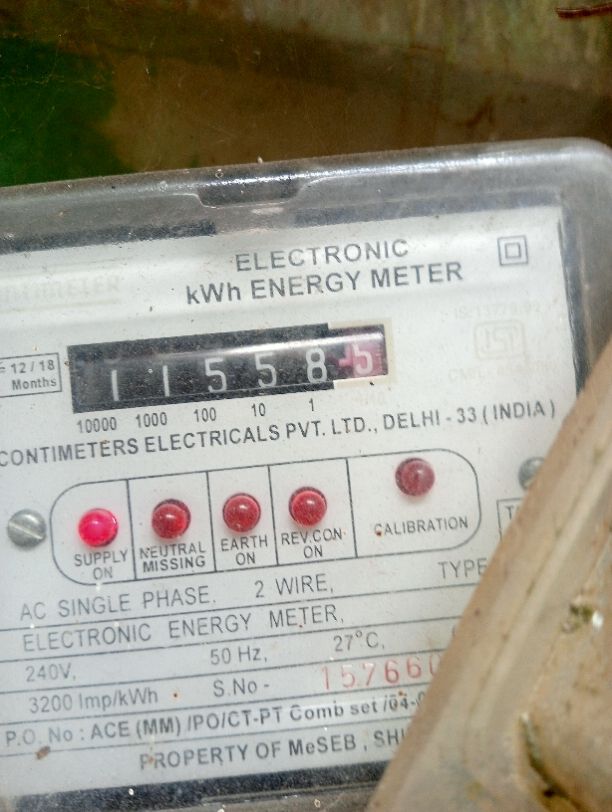 ELECTRONIC
kWh ENERGY METER
12/18
Months
1 1 5 5 8 5
10000 1000 100 10 1
CONTIMETERS ELECTRICALS PVT. LTD., DELHI - 33 (INDIA)
SUPPLY ON
NEUTRAL MISSING
EARTH ON
REV.CON. ON
CALIBRATION
AC SINGLE PHASE, 2 WIRE, TYPE
ELECTRONIC ENERGY METER,
240V, 50 Hz, 27°C,
3200 Imp/kWh S.No - 157660
P.O. No : ACE (MM) /PO/CT-PT Comb set /04-
PROPERTY OF MeSEB , SH